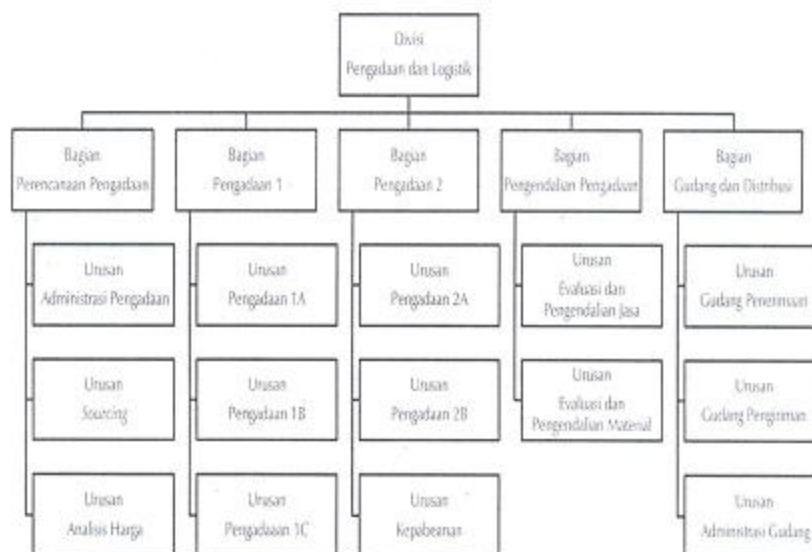 Divisi
Pengadaan dan Logistik
Bagian
Perencanaan Pengadaan
Bagian
Pengadaan 1
Bagian
Pengadaan 2
Bagian
Pengendalian Pengadaan
Bagian
Gudang dan Distribusi
Urusan
Administrasi Pengadaan
Urusan
Pengadaan 1A
Urusan
Pengadaan 2A
Urusan
Evaluasi dan
Pengendalian Jasa
Urusan
Gudang Penerimaan
Urusan
Sourcing
Urusan
Pengadaan 1B
Urusan
Pengadaan 2B
Urusan
Evaluasi dan
Pengendalian Material
Urusan
Gudang Pengiriman
Urusan
Analisis Harga
Urusan
Pengadaaan 1C
Urusan
Kepabeanan
Urusan
Administrasi Gudang